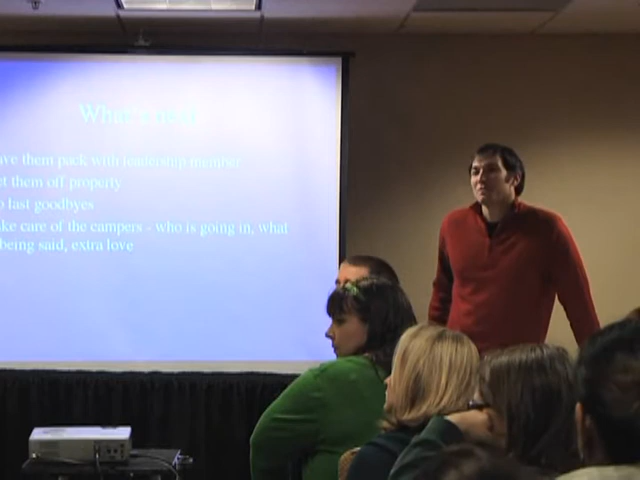 What's next?
ave them pack with leadership member
et them off property
o last goodbyes
ake care of the campers - who is going in, what
being said, extra love